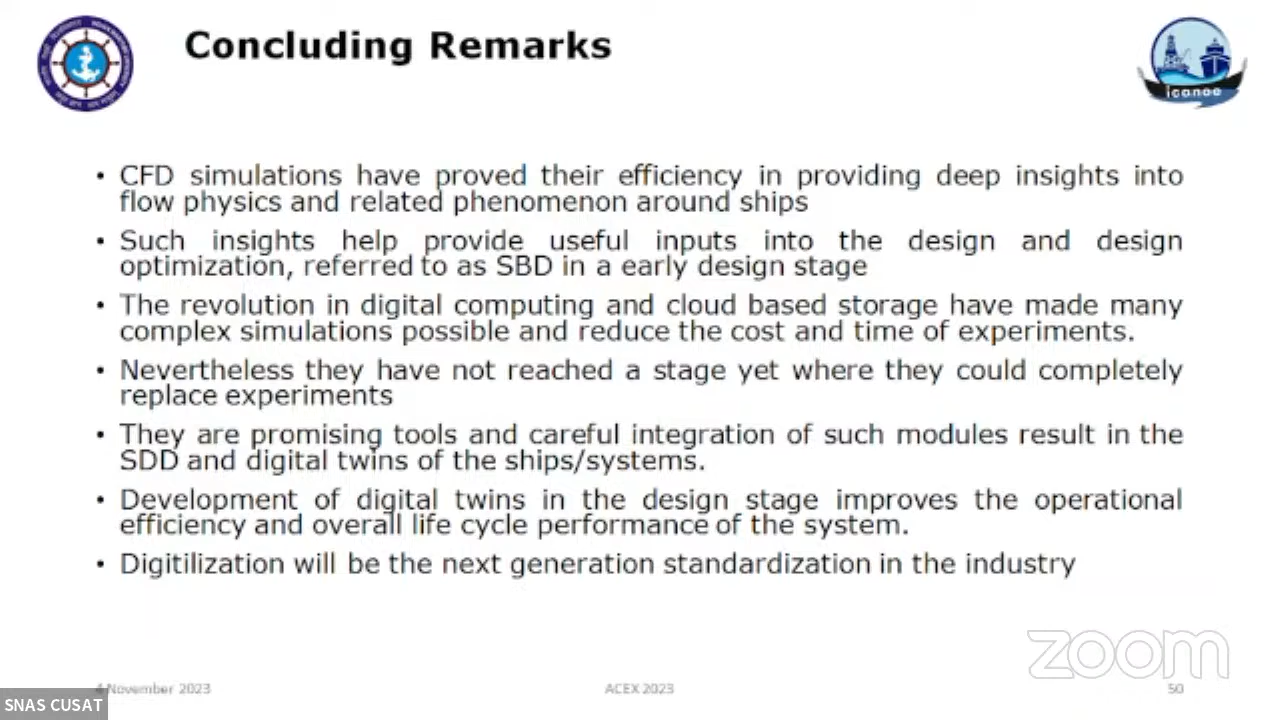 Concluding Remarks
iconoe
• CFD simulations have proved their efficiency in providing deep insights into
flow physics and related phenomenon around ships
• Such insights help provide useful inputs into the design and design
optimization, referred to as SBD in a early design stage
• The revolution in digital computing and cloud based storage have made many
complex simulations possible and reduce the cost and time of experiments.
• Nevertheless they have not reached a stage yet where they could completely
replace experiments
• They are promising tools and careful integration of such modules result in the
SDD and digital twins of the ships/systems.
• Development of digital twins in the design stage improves the operational
efficiency and overall life cycle performance of the system.
• Digitilization will be the next generation standardization in the industry
zoom
4 November 2023
ACEX 2023
50
SNAS CUSAT